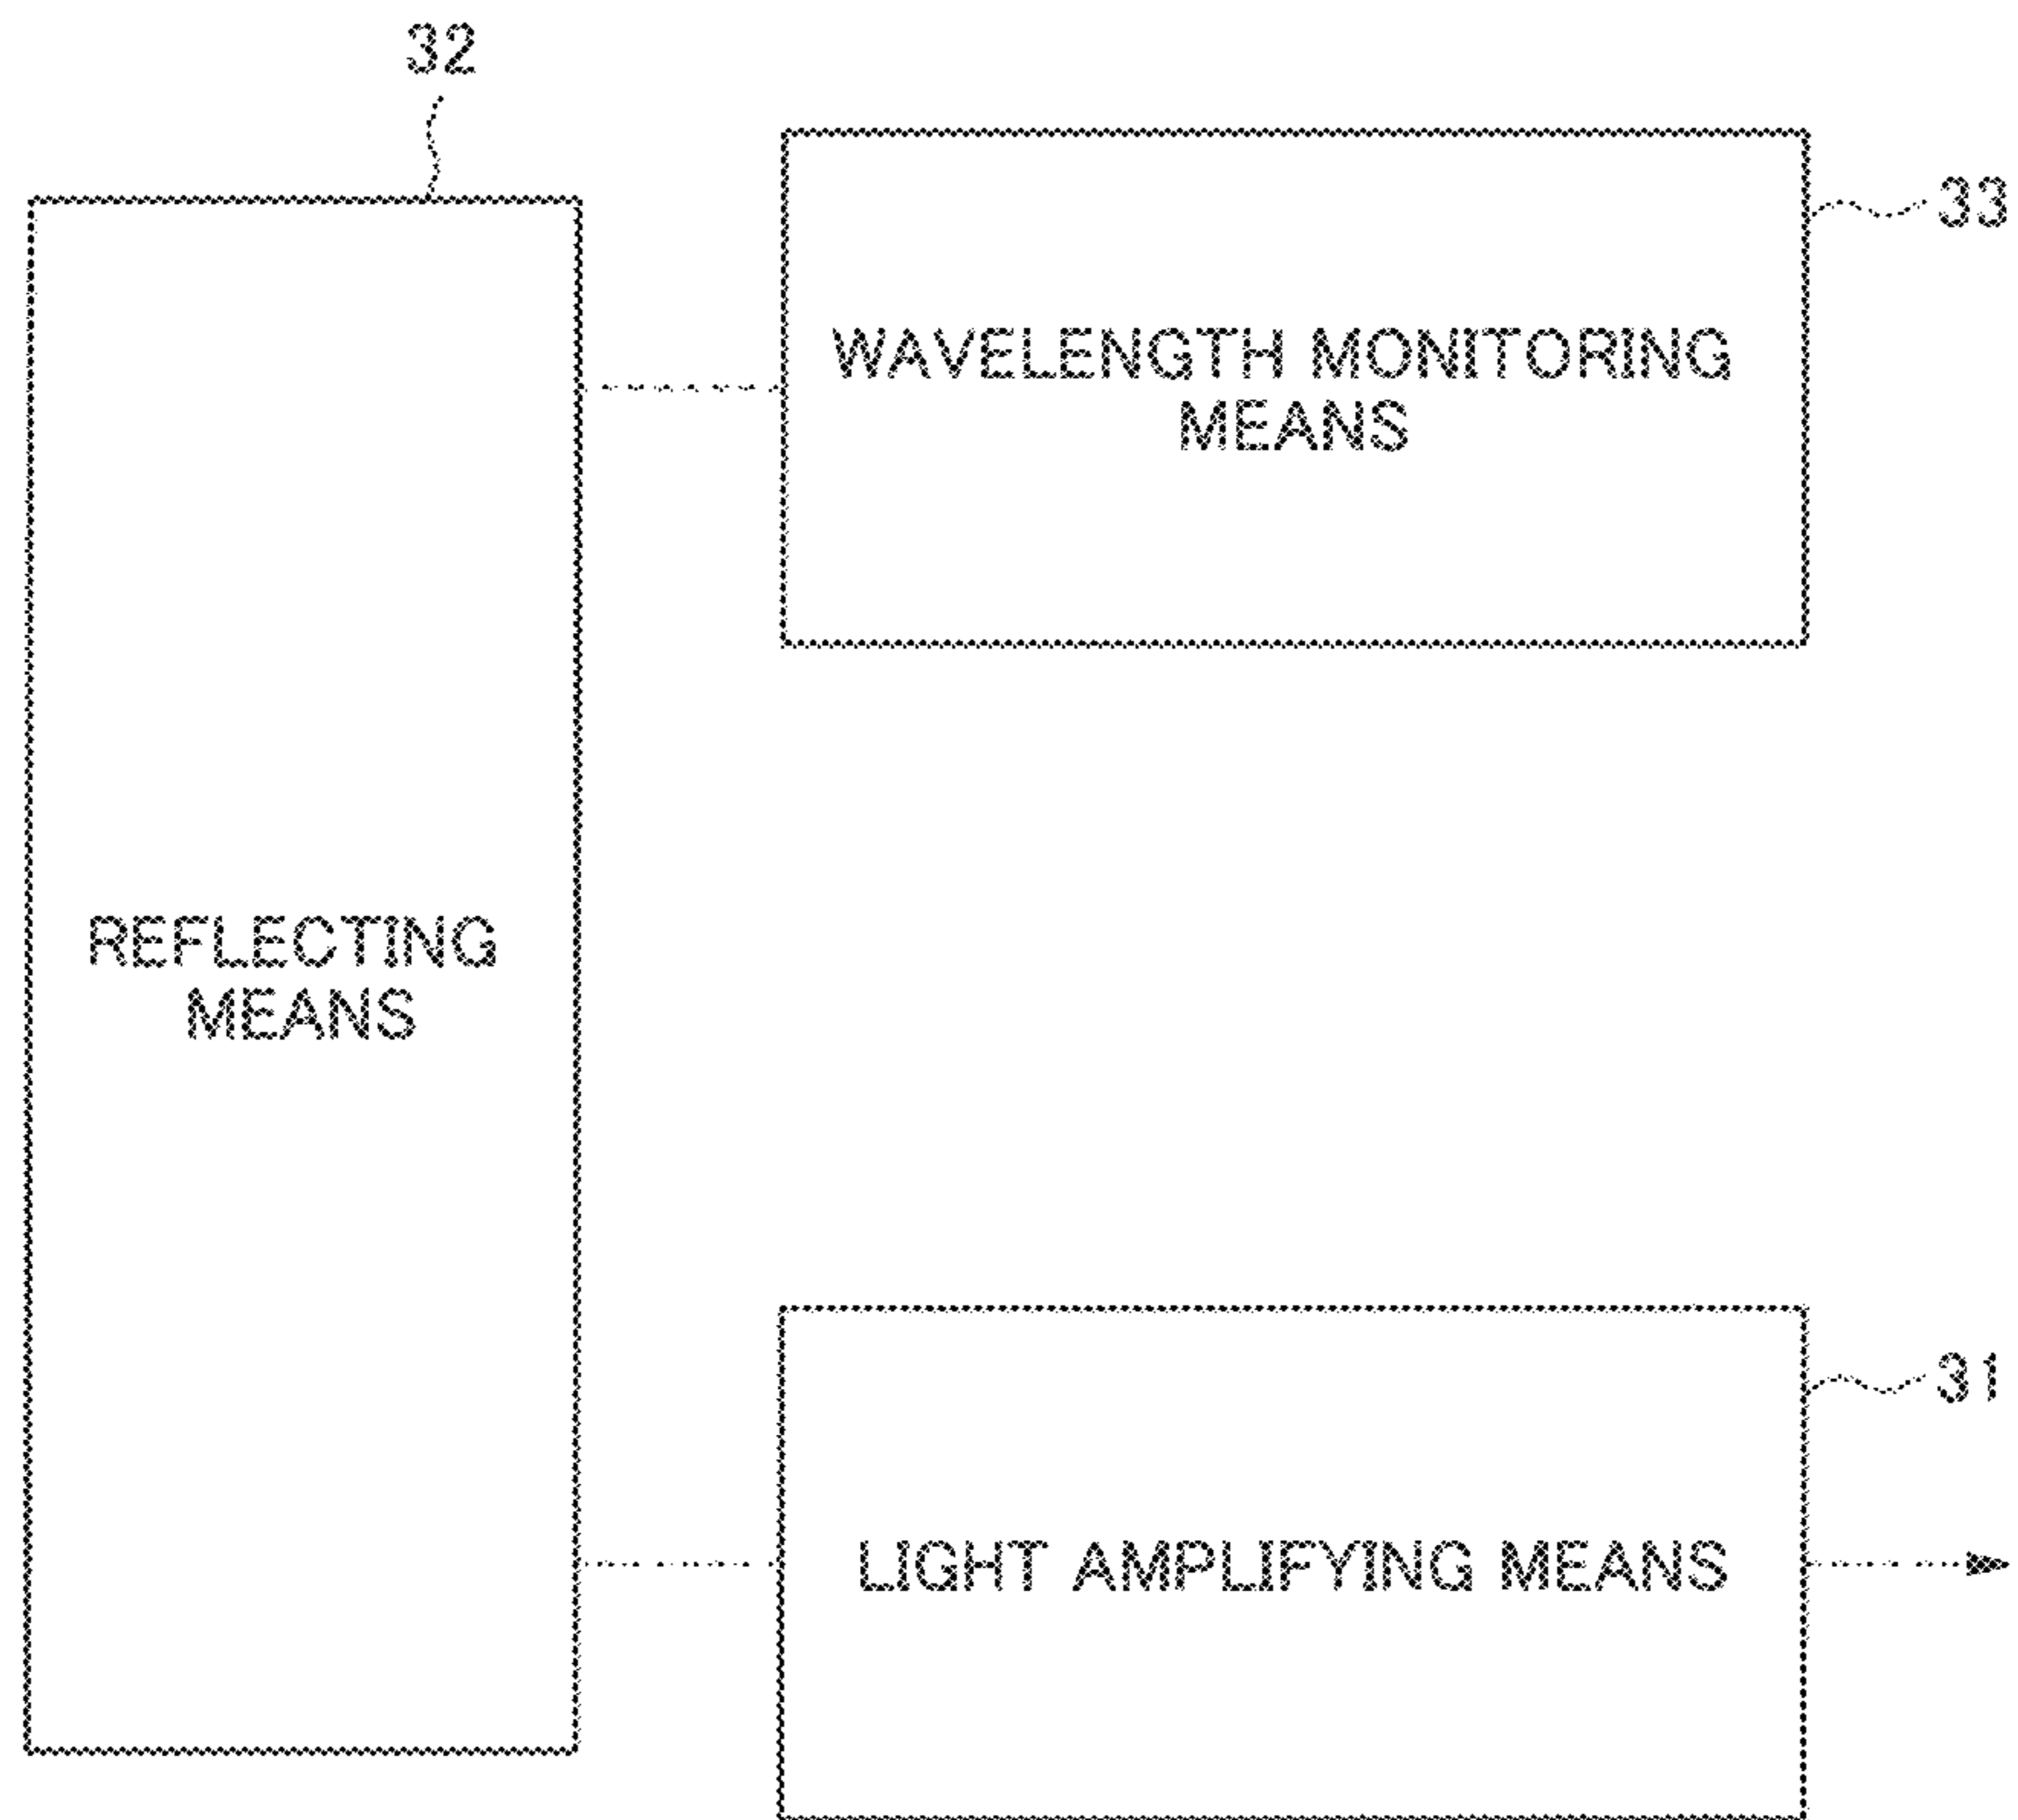 32
33
WAVELENGTH MONITORING
MEANS
REFLECTING
MEANS
31
LIGHT AMPLIFYING MEANS